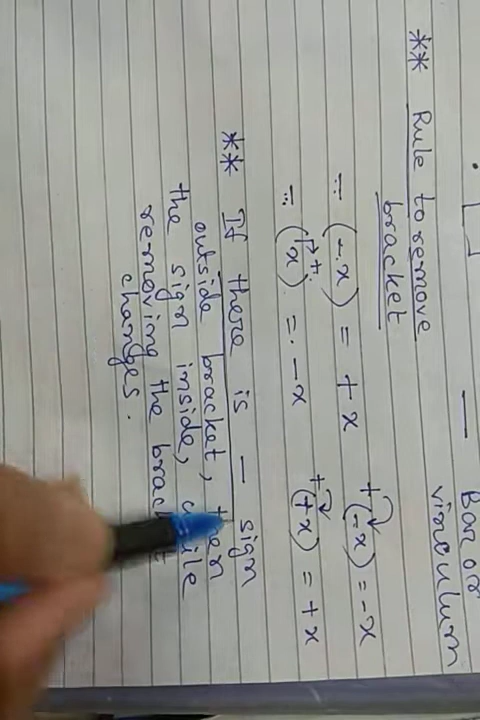 [ ] — Bar or
vinculum
** Rule to remove
bracket
- (-x) = +x +(-x) = -x
- (x) = -x +(+x) = +x
** If there is — sign
outside bracket, then
the sign inside, while
removing the
changes.